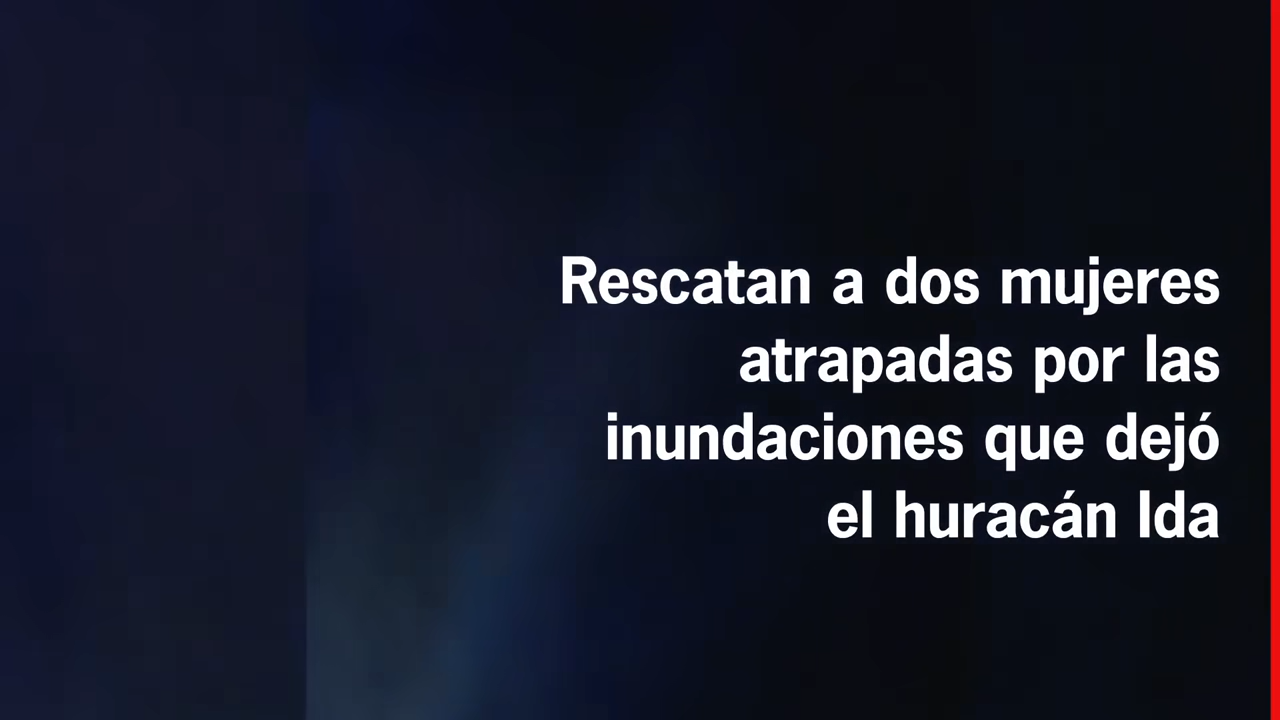 Rescatan a dos mujeres
atrapadas por las
inundaciones que dejó
el huracán Ida